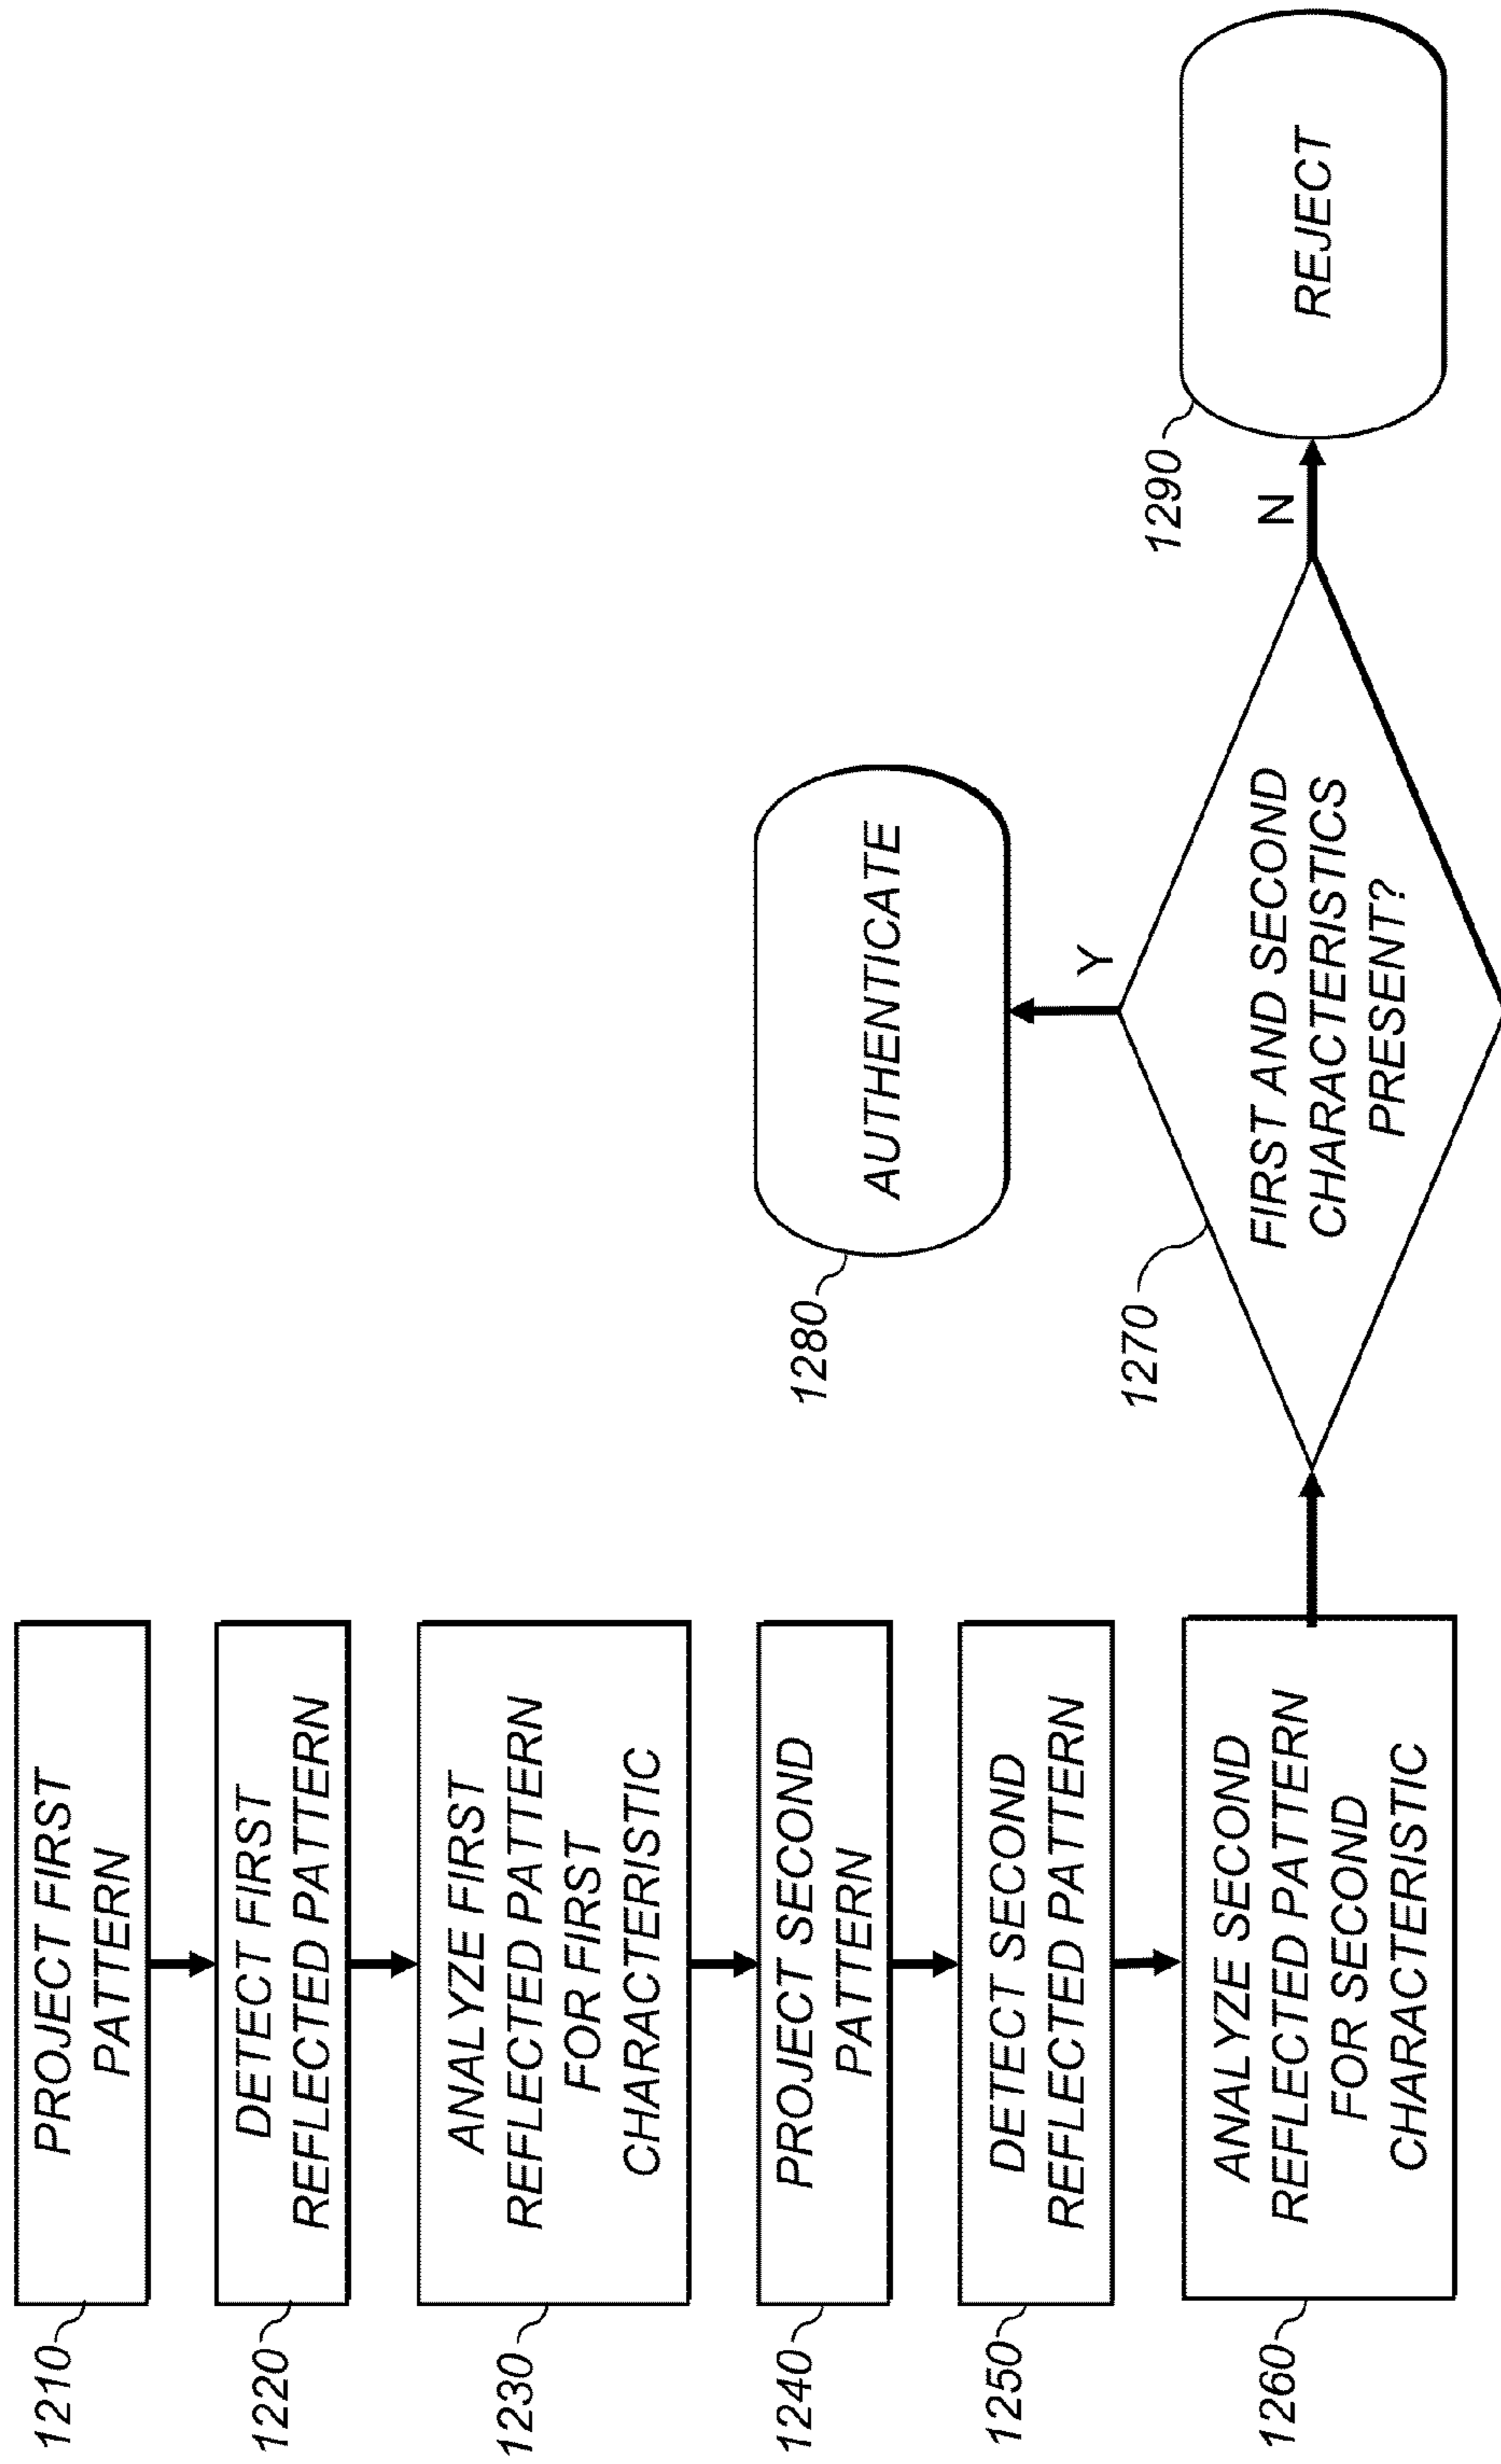 1210
PROJECT FIRST
PATTERN
1220
DETECT FIRST
REFLECTED PATTERN
1230
ANALYZE FIRST
REFLECTED PATTERN
FOR FIRST
CHARACTERISTIC
1240
PROJECT SECOND
PATTERN
1250
DETECT SECOND
REFLECTED PATTERN
1260
ANALYZE SECOND
REFLECTED PATTERN
FOR SECOND
CHARACTERISTIC
1270
FIRST AND SECOND
CHARACTERISTICS
PRESENT?
Y
1280
AUTHENTICATE
N
1290
REJECT